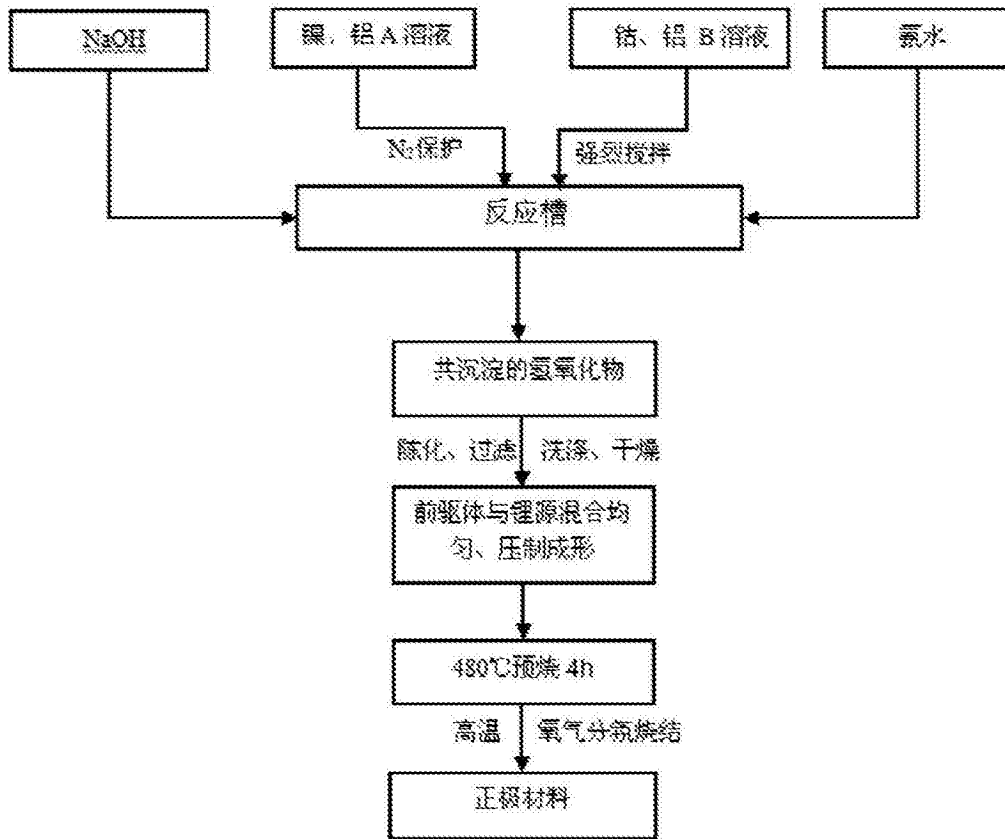 NaOH
镍、铝A溶液
钴、铝 B溶液
氨水
N₂保护
强烈搅拌
反应槽
共沉淀的氢氧化物
陈化、过滤
洗涤、干燥
前驱体与锂源混合均
匀、压制成形
480℃预烧 4h
高温
氧气分氛烧结
正极材料